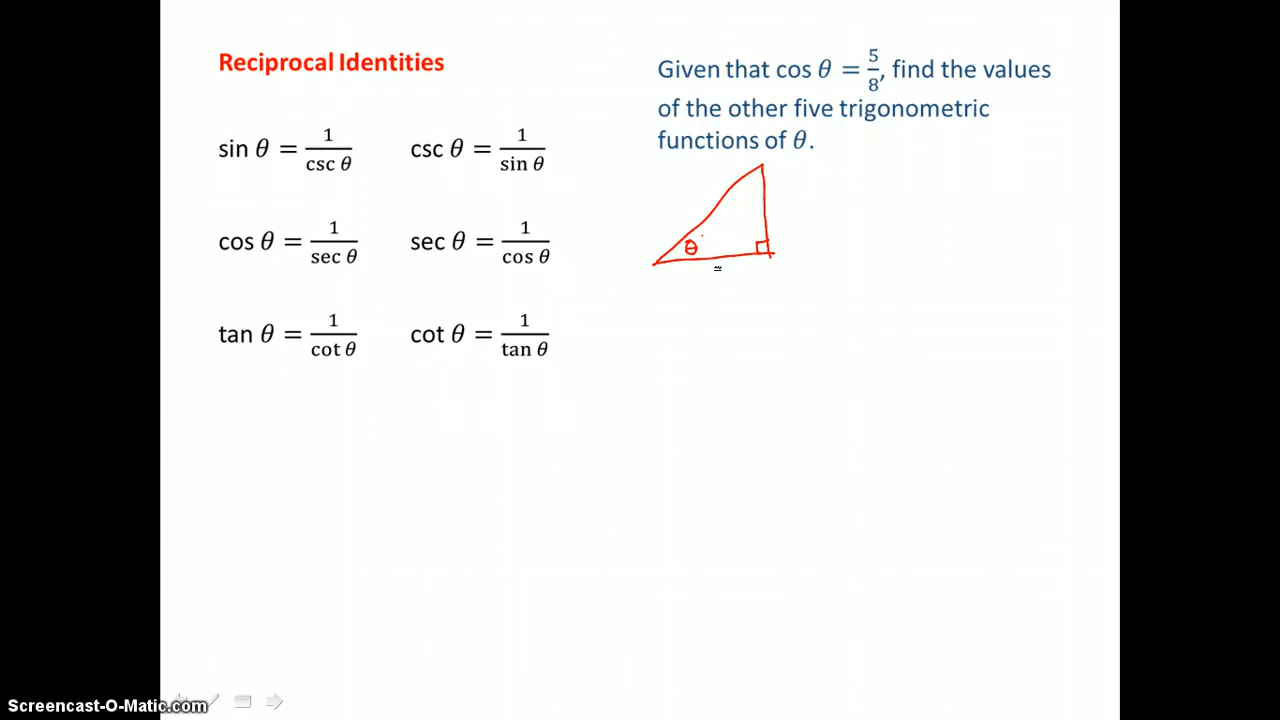 Reciprocal Identities
sin θ = 1/csc θ
csc θ = 1/sin θ
cos θ = 1/sec θ
sec θ = 1/cos θ
tan θ = 1/cot θ
cot θ = 1/tan θ
Given that cos θ = 5/8, find the values
of the other five trigonometric
functions of θ.
θ
Screencast-O-Matic.com